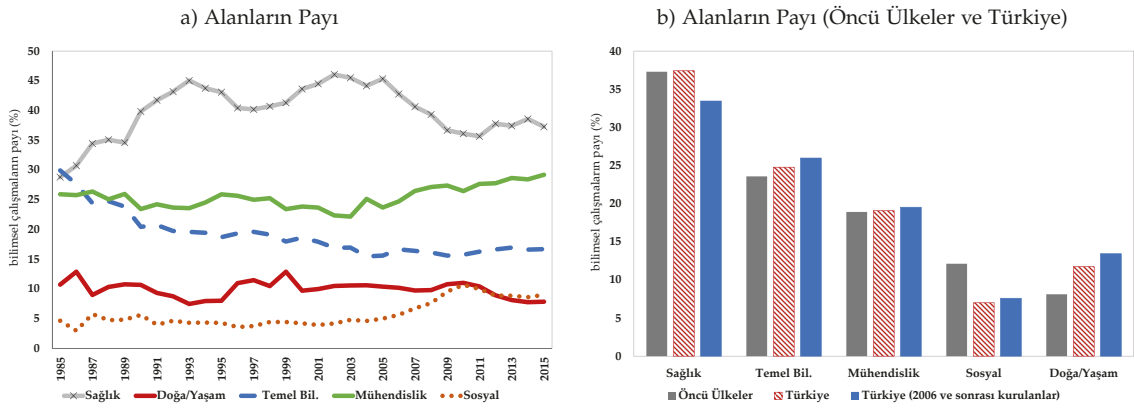 a) Alanların Payı
bilimsel çalışmaların payı (%)
50
45
40
35
30
25
20
15
10
5
0
1985
1987
1989
1991
1993
1995
1997
1999
2001
2003
2005
2007
2009
2011
2013
2015
Sağlık
Doğa/Yaşam
Temel Bil.
Mühendislik
Sosyal
b) Alanların Payı (Öncü Ülkeler ve Türkiye)
bilimsel çalışmaların payı (%)
40
35
30
25
20
15
10
5
0
Sağlık
Temel Bil.
Mühendislik
Sosyal
Doğa/Yaşam
Öncü Ülkeler
Türkiye
Türkiye (2006 ve sonrası kurulanlar)